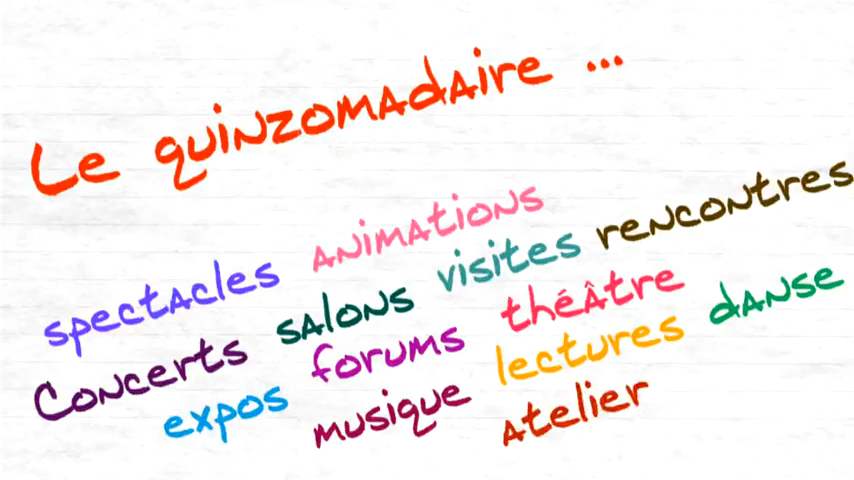 Le quinzomadaire ...
spectacles animations
Concerts salons visites rencontres
expos forums théâtre
musique lectures danse
atelier